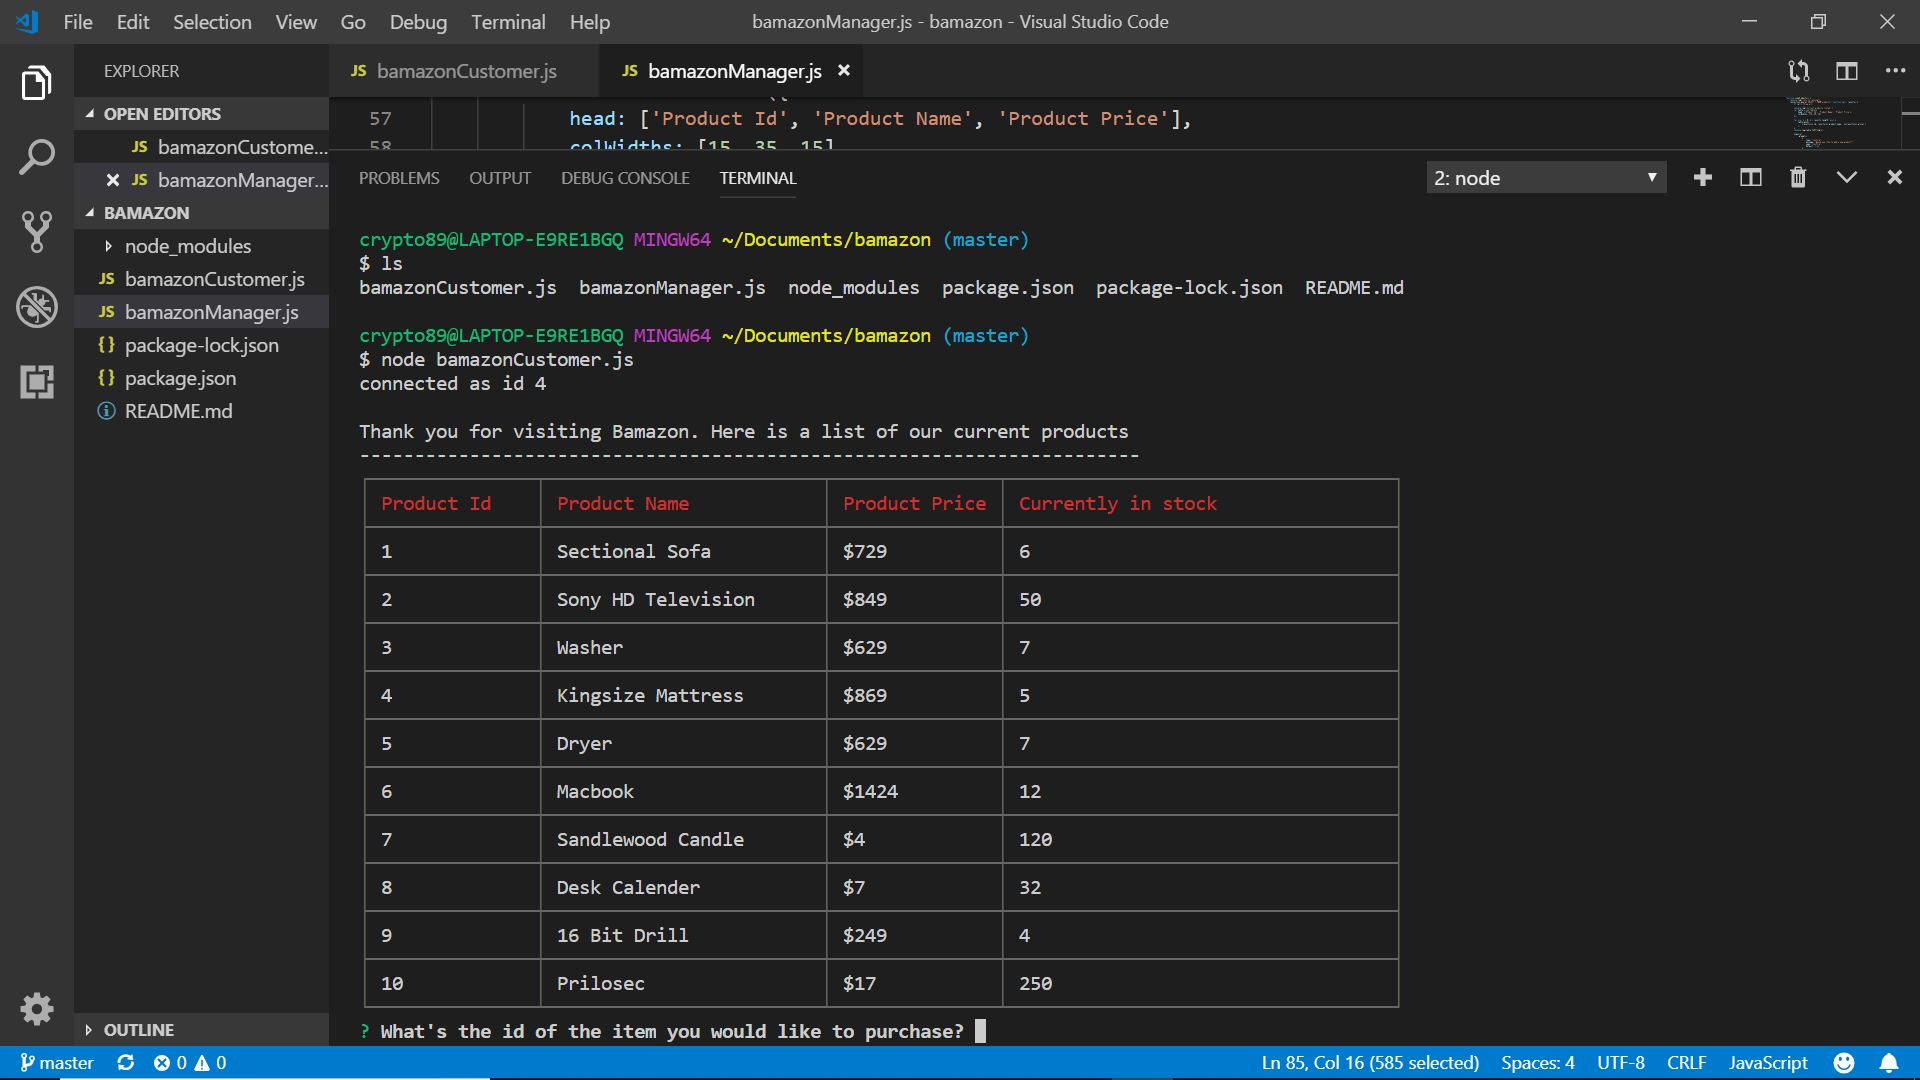 File Edit Selection View Go Debug Terminal Help
bamazonManager.js - bamazon - Visual Studio Code
EXPLORER
OPEN EDITORS
JS bamazonCustome...
JS bamazonManager...
BAMAZON
node_modules
JS bamazonCustomer.js
JS bamazonManager.js
{} package-lock.json
{} package.json
README.md
OUTLINE
JS bamazonCustomer.js
JS bamazonManager.js
57 head: ['Product Id', 'Product Name', 'Product Price'],
58 colWidths: [15, 35, 15]
PROBLEMS OUTPUT DEBUG CONSOLE TERMINAL
2: node
crypto89@LAPTOP-E9RE1BGQ MINGW64 ~/Documents/bamazon (master)
$ ls
bamazonCustomer.js bamazonManager.js node_modules package.json package-lock.json README.md
crypto89@LAPTOP-E9RE1BGQ MINGW64 ~/Documents/bamazon (master)
$ node bamazonCustomer.js
connected as id 4
Thank you for visiting Bamazon. Here is a list of our current products
-----------------------------------------------------------------------
Product Id Product Name Product Price Currently in stock
1 Sectional Sofa $729 6
2 Sony HD Television $849 50
3 Washer $629 7
4 Kingsize Mattress $869 5
5 Dryer $629 7
6 Macbook $1424 12
7 Sandlewood Candle $4 120
8 Desk Calender $7 32
9 16 Bit Drill $249 4
10 Prilosec $17 250
? What's the id of the item you would like to purchase?
master 0 0
Ln 85, Col 16 (585 selected) Spaces: 4 UTF-8 CRLF JavaScript